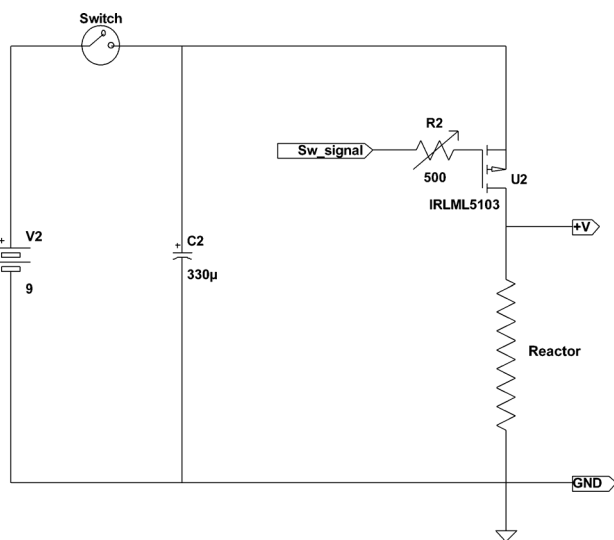 Switch
R2
Sw_signal
500
U2
IRLML5103
+V
+
V2
9
+
C2
330µ
Reactor
GND